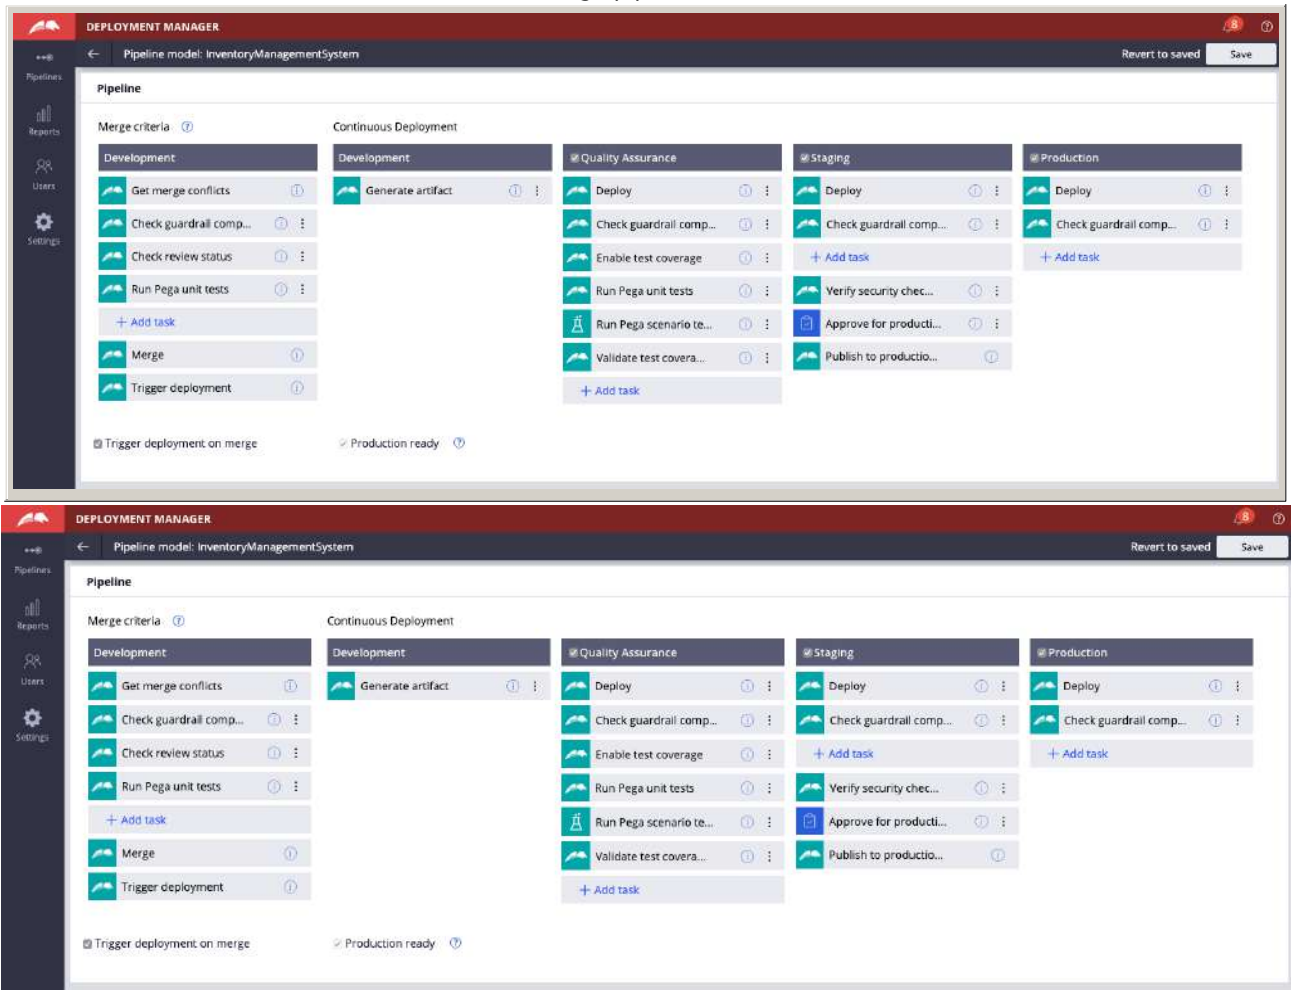 DEPLOYMENT MANAGER
8
Pipeline model: InventoryManagementSystem
Revert to saved
Save
Pipelines
Reports
Users
Settings
Pipeline
Merge criteria
Continuous Deployment
Development
Development
Quality Assurance
Staging
Production
Get merge conflicts
Generate artifact
Deploy
Deploy
Deploy
Check guardrail comp...
Check guardrail comp...
Check guardrail comp...
Check guardrail comp...
Check review status
Enable test coverage
+ Add task
+ Add task
Run Pega unit tests
Run Pega unit tests
Verify security chec...
+ Add task
Run Pega scenario te...
Approve for producti...
Merge
Validate test covera...
Publish to productio...
Trigger deployment
+ Add task
Trigger deployment on merge
Production ready
DEPLOYMENT MANAGER
8
Pipeline model: InventoryManagementSystem
Revert to saved
Save
Pipelines
Reports
Users
Settings
Pipeline
Merge criteria
Continuous Deployment
Development
Development
Quality Assurance
Staging
Production
Get merge conflicts
Generate artifact
Deploy
Deploy
Deploy
Check guardrail comp...
Check guardrail comp...
Check guardrail comp...
Check guardrail comp...
Check review status
Enable test coverage
+ Add task
+ Add task
Run Pega unit tests
Run Pega unit tests
Verify security chec...
+ Add task
Run Pega scenario te...
Approve for producti...
Merge
Validate test covera...
Publish to productio...
Trigger deployment
+ Add task
Trigger deployment on merge
Production ready